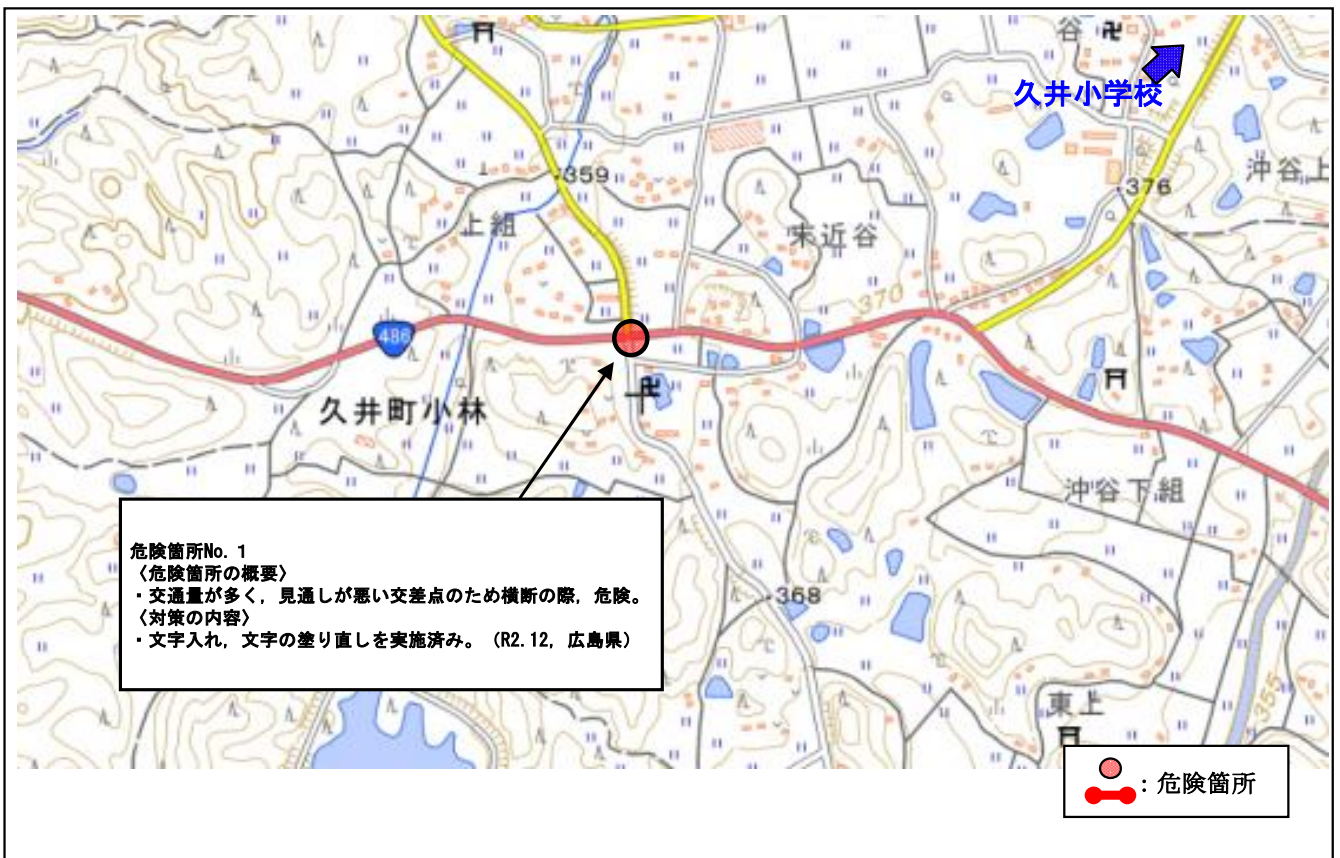 谷
久井小学校
沖谷上
359
376
上組
末近谷
370
486
久井町小林
沖谷下組
危険箇所No. 1
〈危険箇所の概要〉
・交通量が多く，見通しが悪い交差点のため横断の際，危険。
〈対策の内容〉
・文字入れ，文字の塗り直しを実施済み。（R2.12，広島県）
368
355
東上
：危険箇所